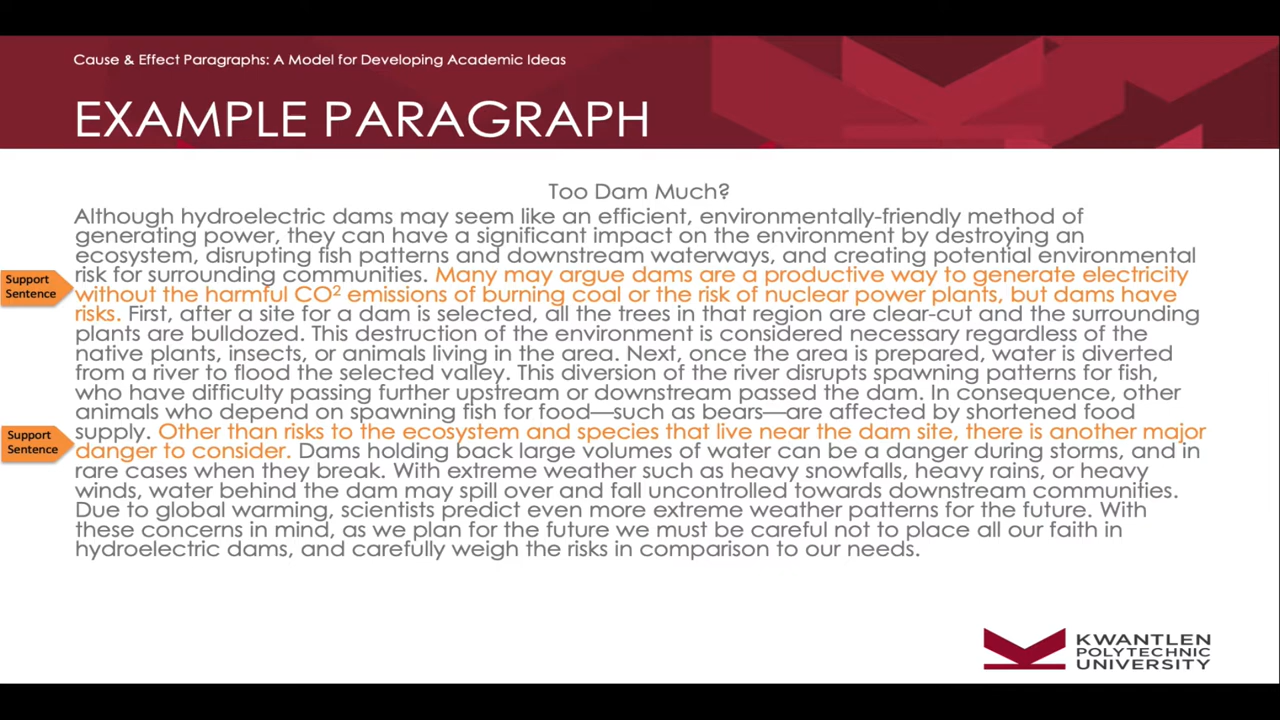 Cause & Effect Paragraphs: A Model for Developing Academic Ideas
EXAMPLE PARAGRAPH
Too Dam Much?
Although hydroelectric dams may seem like an efficient, environmentally-friendly method of
generating power, they can have a significant impact on the environment by destroying an
ecosystem, disrupting fish patterns and downstream waterways, and creating potential environmental
risk for surrounding communities. Many may argue dams are a productive way to generate electricity
without the harmful CO² emissions of burning coal or the risk of nuclear power plants, but dams have
risks. First, after a site for a dam is selected, all the trees in that region are clear-cut and the surrounding
plants are bulldozed. This destruction of the environment is considered necessary regardless of the
native plants, insects, or animals living in the area. Next, once the area is prepared, water is diverted
from a river to flood the selected valley. This diversion of the river disrupts spawning patterns for fish,
who have difficulty passing further upstream or downstream passed the dam. In consequence, other
animals who depend on spawning fish for food—such as bears—are affected by shortened food
supply. Other than risks to the ecosystem and species that live near the dam site, there is another major
danger to consider. Dams holding back large volumes of water can be a danger during storms, and in
rare cases when they break. With extreme weather such as heavy snowfalls, heavy rains, or heavy
winds, water behind the dam may spill over and fall uncontrolled towards downstream communities.
Due to global warming, scientists predict even more extreme weather patterns for the future. With
these concerns in mind, as we plan for the future we must be careful not to place all our faith in
hydroelectric dams, and carefully weigh the risks in comparison to our needs.
Support
Sentence
Support
Sentence
KWANTLEN
POLYTECHNIC
UNIVERSITY